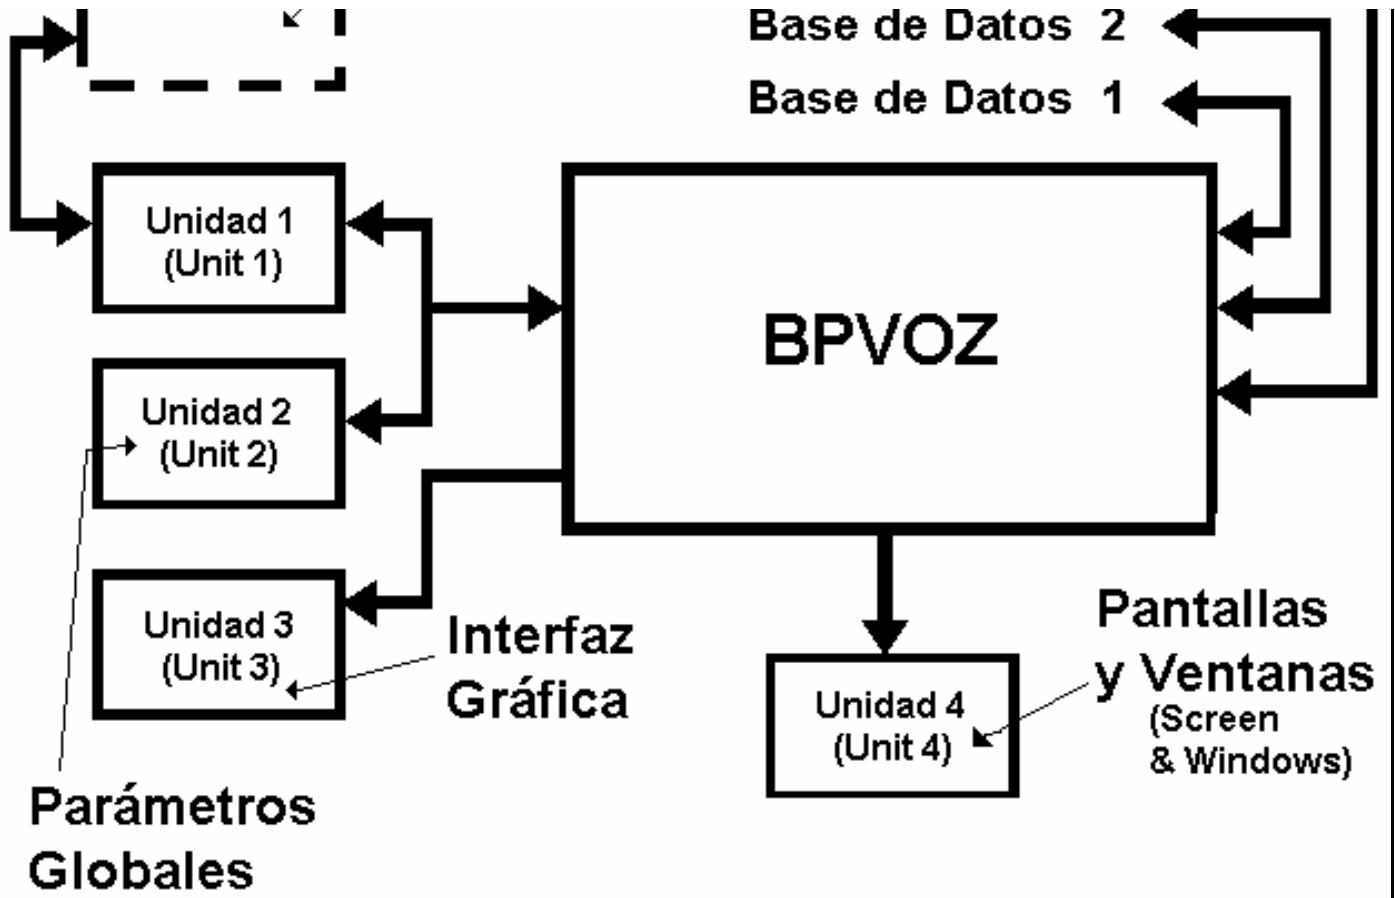 Base de Datos 2
Base de Datos 1
Unidad 1
(Unit 1)
BPVOZ
Unidad 2
(Unit 2)
Unidad 3
(Unit 3)
Interfaz
Gráfica
Unidad 4
(Unit 4)
Pantallas
y Ventanas
(Screen
& Windows)
Parámetros
Globales